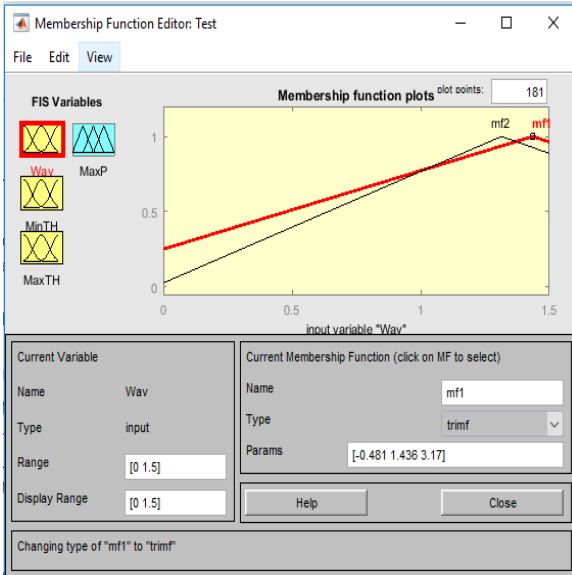 Membership Function Editor: Test
File Edit View
FIS Variables
Wav
MaxP
MinTH
MaxTH
Membership function plots
plot points:
181
mf2
mf1
1
0.5
0
0
0.5
1
1.5
input variable "Wav"
Current Variable
Name Wav
Type input
Range [0 1.5]
Display Range [0 1.5]
Current Membership Function (click on MF to select)
Name mf1
Type trimf
Params [-0.481 1.436 3.17]
Help Close
Changing type of "mf1" to "trimf"